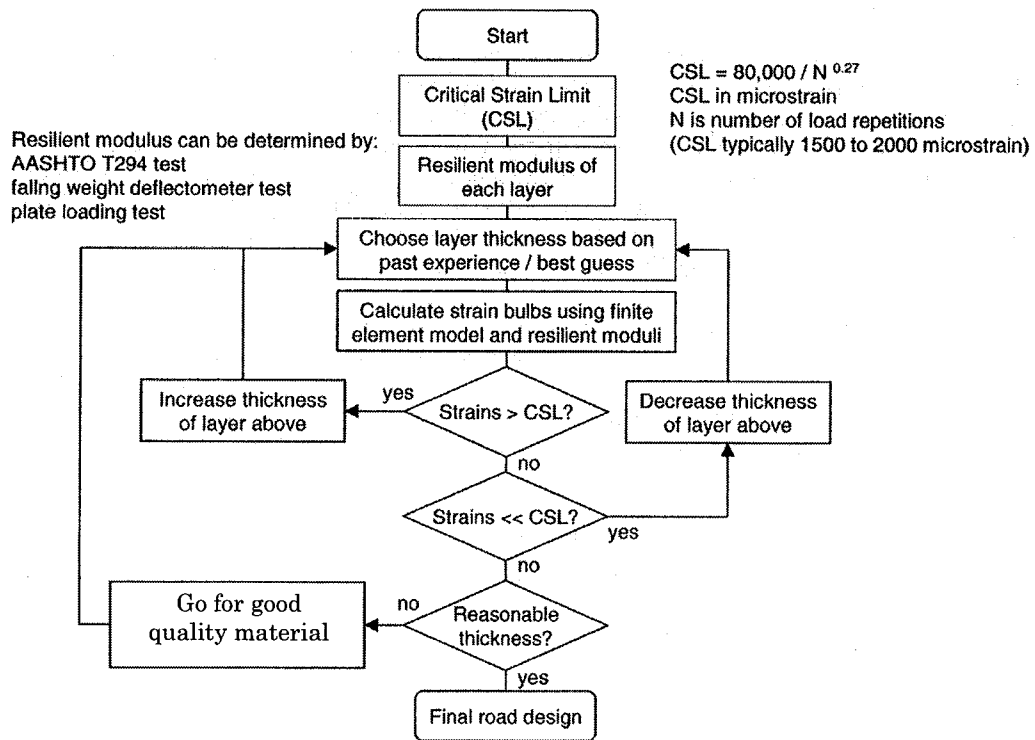 Start
CSL = 80,000 / N 0.27
CSL in microstrain
N is number of load repetitions
(CSL typically 1500 to 2000 microstrain)
Critical Strain Limit
(CSL)
Resilient modulus can be determined by:
AASHTO T294 test
fallng weight deflectometer test
plate loading test
Resilient modulus of
each layer
Choose layer thickness based on
past experience / best guess
Calculate strain bulbs using finite
element model and resilient moduli
Increase thickness
of layer above
yes
Strains > CSL?
Decrease thickness
of layer above
no
Strains << CSL?
yes
no
Go for good
quality material
no
Reasonable
thickness?
yes
Final road design